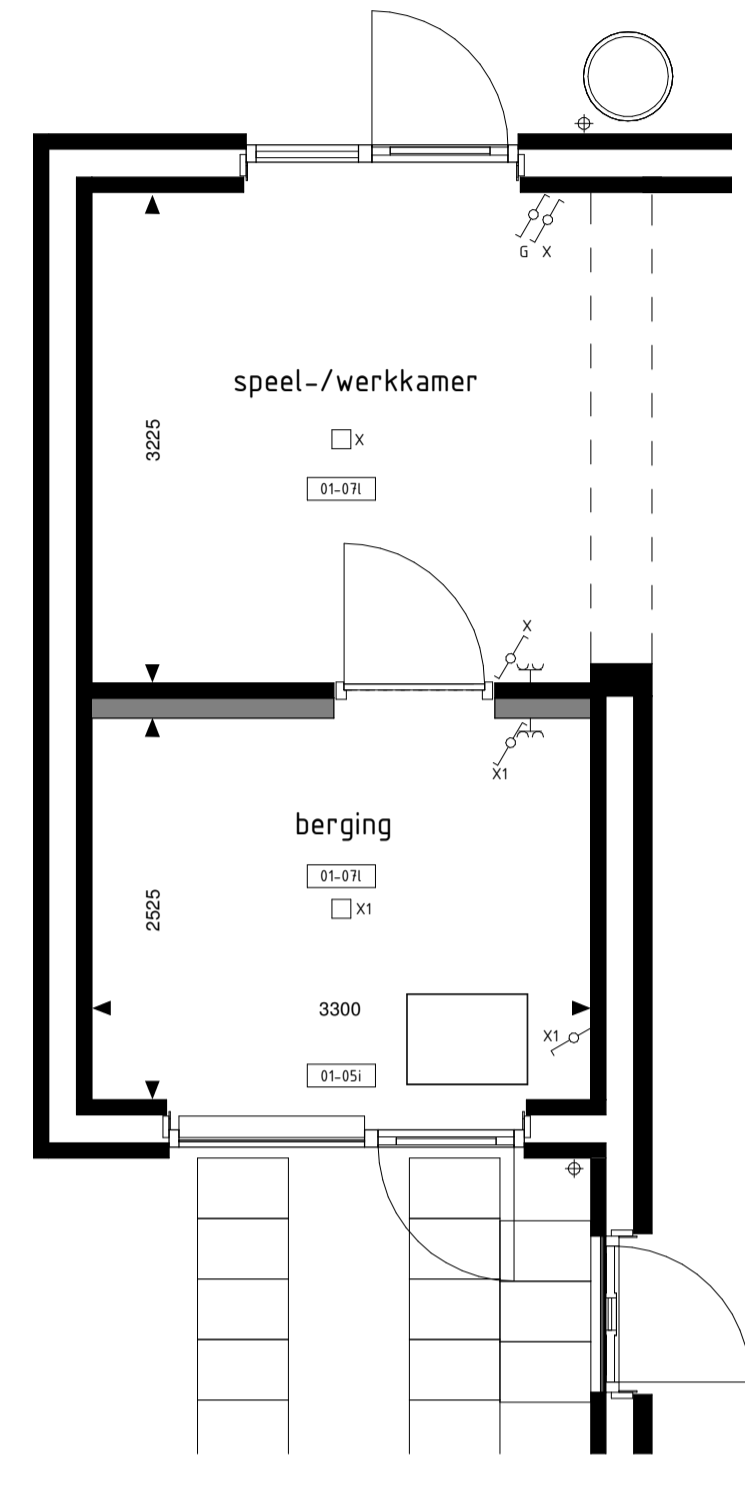 G X
speel-/werkkamer
X
3225
01-07l
X
X1
berging
01-07l
X1
2525
3300
X1
01-05i